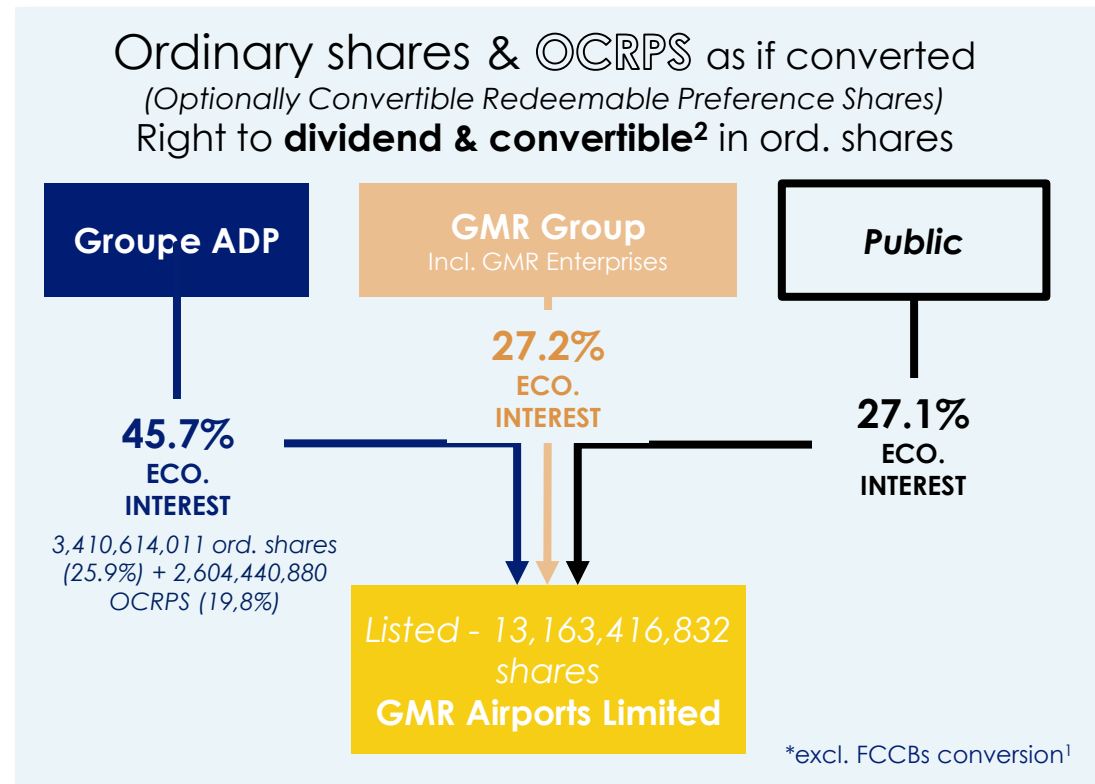 Ordinary shares & OCRPS as if converted
(Optionally Convertible Redeemable Preference Shares)
Right to dividend & convertible² in ord. shares
Groupe ADP
GMR Group
Incl. GMR Enterprises
Public
45.7%
ECO.
INTEREST
3,410,614,011 ord. shares
(25.9%) + 2,604,440,880
OCRPS (19,8%)
27.2%
ECO.
INTEREST
27.1%
ECO.
INTEREST
Listed - 13,163,416,832
shares
GMR Airports Limited
*excl. FCCBs conversion¹